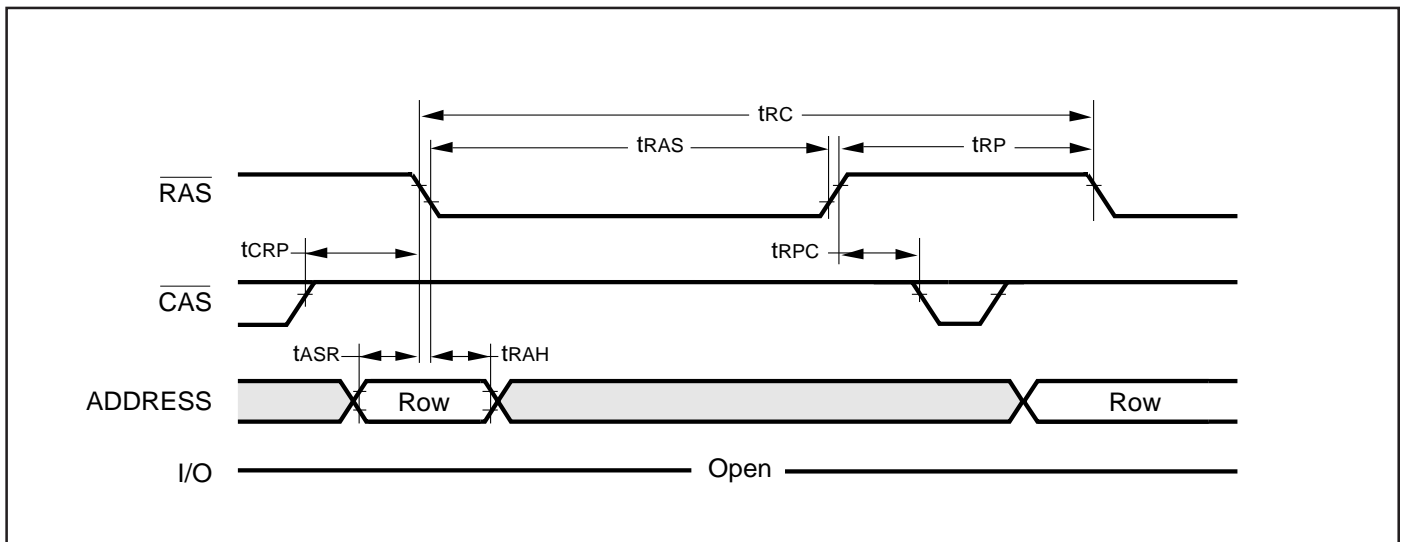 tRC
tRAS
tRP
RAS
tCRP
tRPC
CAS
tASR
tRAH
ADDRESS
Row
Row
I/O
Open